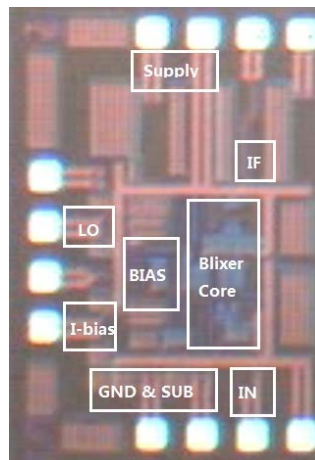 Supply
IF
LO
BIAS
Blixer
Core
I-bias
GND & SUB
IN